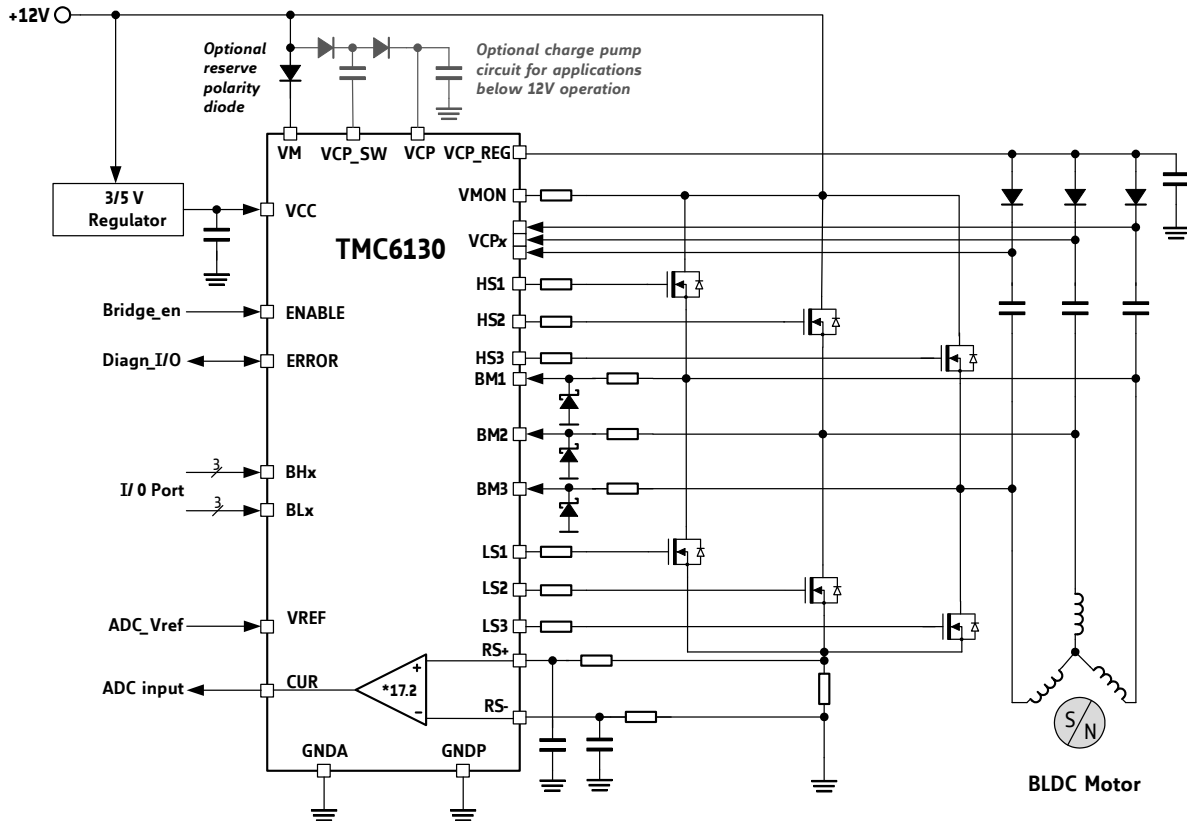 +12V
Optional
reserve
polarity
diode
Optional charge pump
circuit for applications
below 12V operation
VM
VCP_SW
VCP
VCP_REG
3/5 V
Regulator
VCC
VMON
VCPx
TMC6130
HS1
Bridge_en
ENABLE
HS2
Diagn_I/O
ERROR
HS3
BM1
BM2
3
BHx
I/ 0 Port
BM3
3
BLx
LS1
LS2
ADC_Vref
VREF
LS3
RS+
+
ADC input
CUR
*17.2
RS-
–
S/N
GNDA
GNDP
BLDC Motor